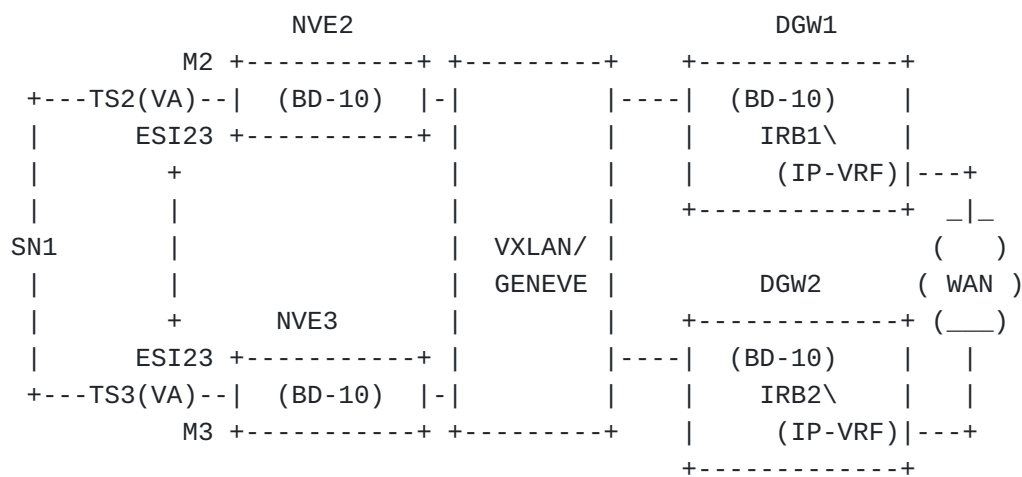 NVE2                             DGW1
             M2 +-----------+ +---------+     +-------------+
  +---TS2(VA)--|  (BD-10)  |-|         |----|  (BD-10)    |
  |      ESI23 +-----------+ |         |    |    IRB1\    |
  |        +                 |         |    |     (IP-VRF)|---+
  |        |                 |         |    +-------------+  _|_
 SN1       |                 |  VXLAN/ |                    (   )
  |        |                 |  GENEVE |         DGW2      ( WAN )
  |        +      NVE3       |         |    +-------------+ (___)
  |      ESI23 +-----------+ |         |----|  (BD-10)    |   |
  +---TS3(VA)--|  (BD-10)  |-|         |    |    IRB2\    |   |
             M3 +-----------+ +---------+    |     (IP-VRF)|---+
                                             +-------------+